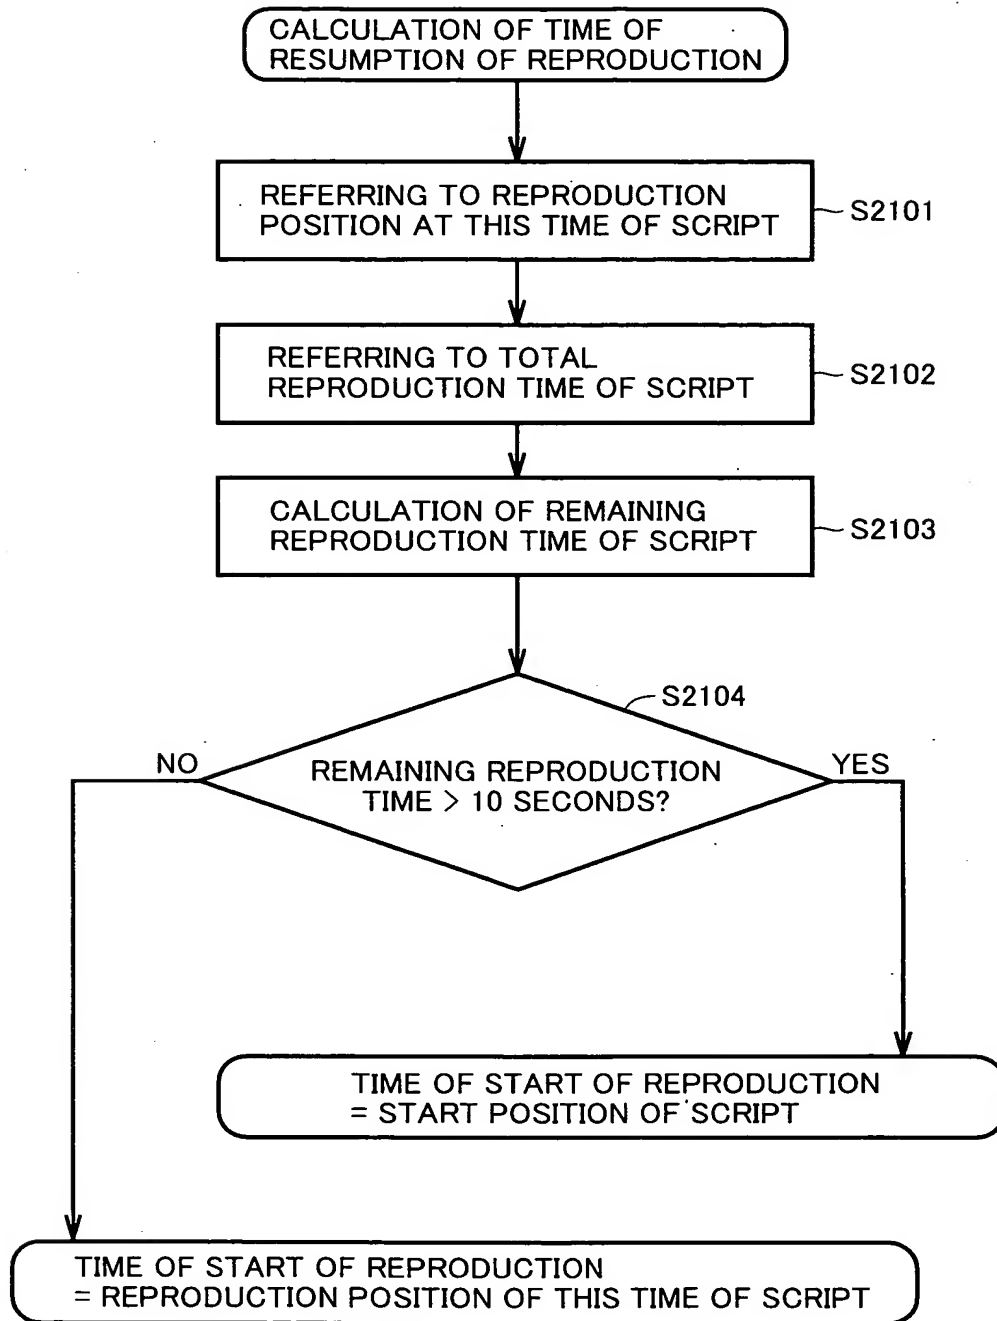 CALCULATION OF TIME OF
RESUMPTION OF REPRODUCTION
REFERRING TO REPRODUCTION
POSITION AT THIS TIME OF SCRIPT
S2101
REFERRING TO TOTAL
REPRODUCTION TIME OF SCRIPT
S2102
CALCULATION OF REMAINING
REPRODUCTION TIME OF SCRIPT
S2103
S2104
NO
REMAINING REPRODUCTION
TIME > 10 SECONDS?
YES
TIME OF START OF REPRODUCTION
= START POSITION OF SCRIPT
TIME OF START OF REPRODUCTION
= REPRODUCTION POSITION OF THIS TIME OF SCRIPT